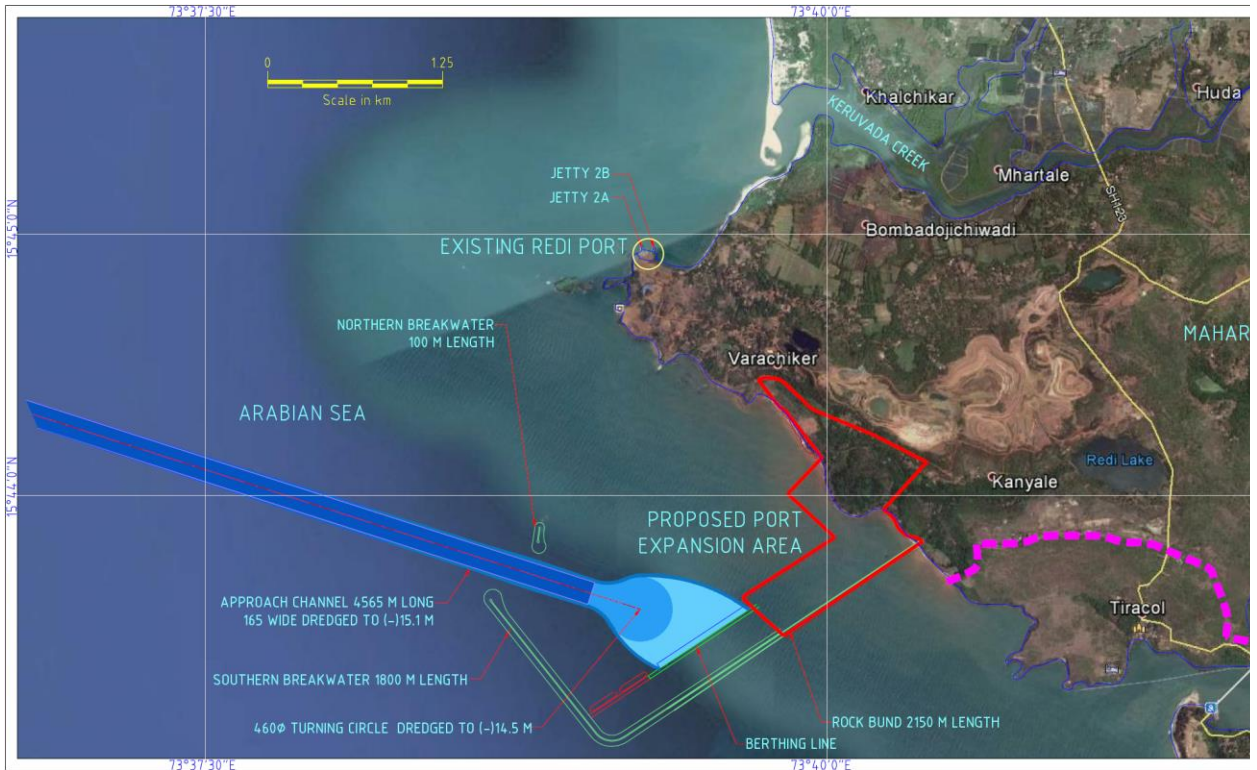 73°37'30"E
73°40'0"E
0
1.25
Scale in km
Khalchikar
Huda
KERUVADA CREEK
JETTY 2B
Mhartale
JETTY 2A
SH123
Bombadojichiwadi
15°45'0"N
EXISTING REDI PORT
NORTHERN BREAKWATER
100 M LENGTH
MAHAR
Varachiker
ARABIAN SEA
Redi Lake
Kanyale
15°44'0"N
PROPOSED PORT
EXPANSION AREA
APPROACH CHANNEL 4565 M LONG
165 WIDE DREDGED TO (-)15.1 M
Tiracol
SOUTHERN BREAKWATER 1800 M LENGTH
460Φ TURNING CIRCLE DREDGED TO (-)14.5 M
ROCK BUND 2150 M LENGTH
BERTHING LINE
73°37'30"E
73°40'0"E